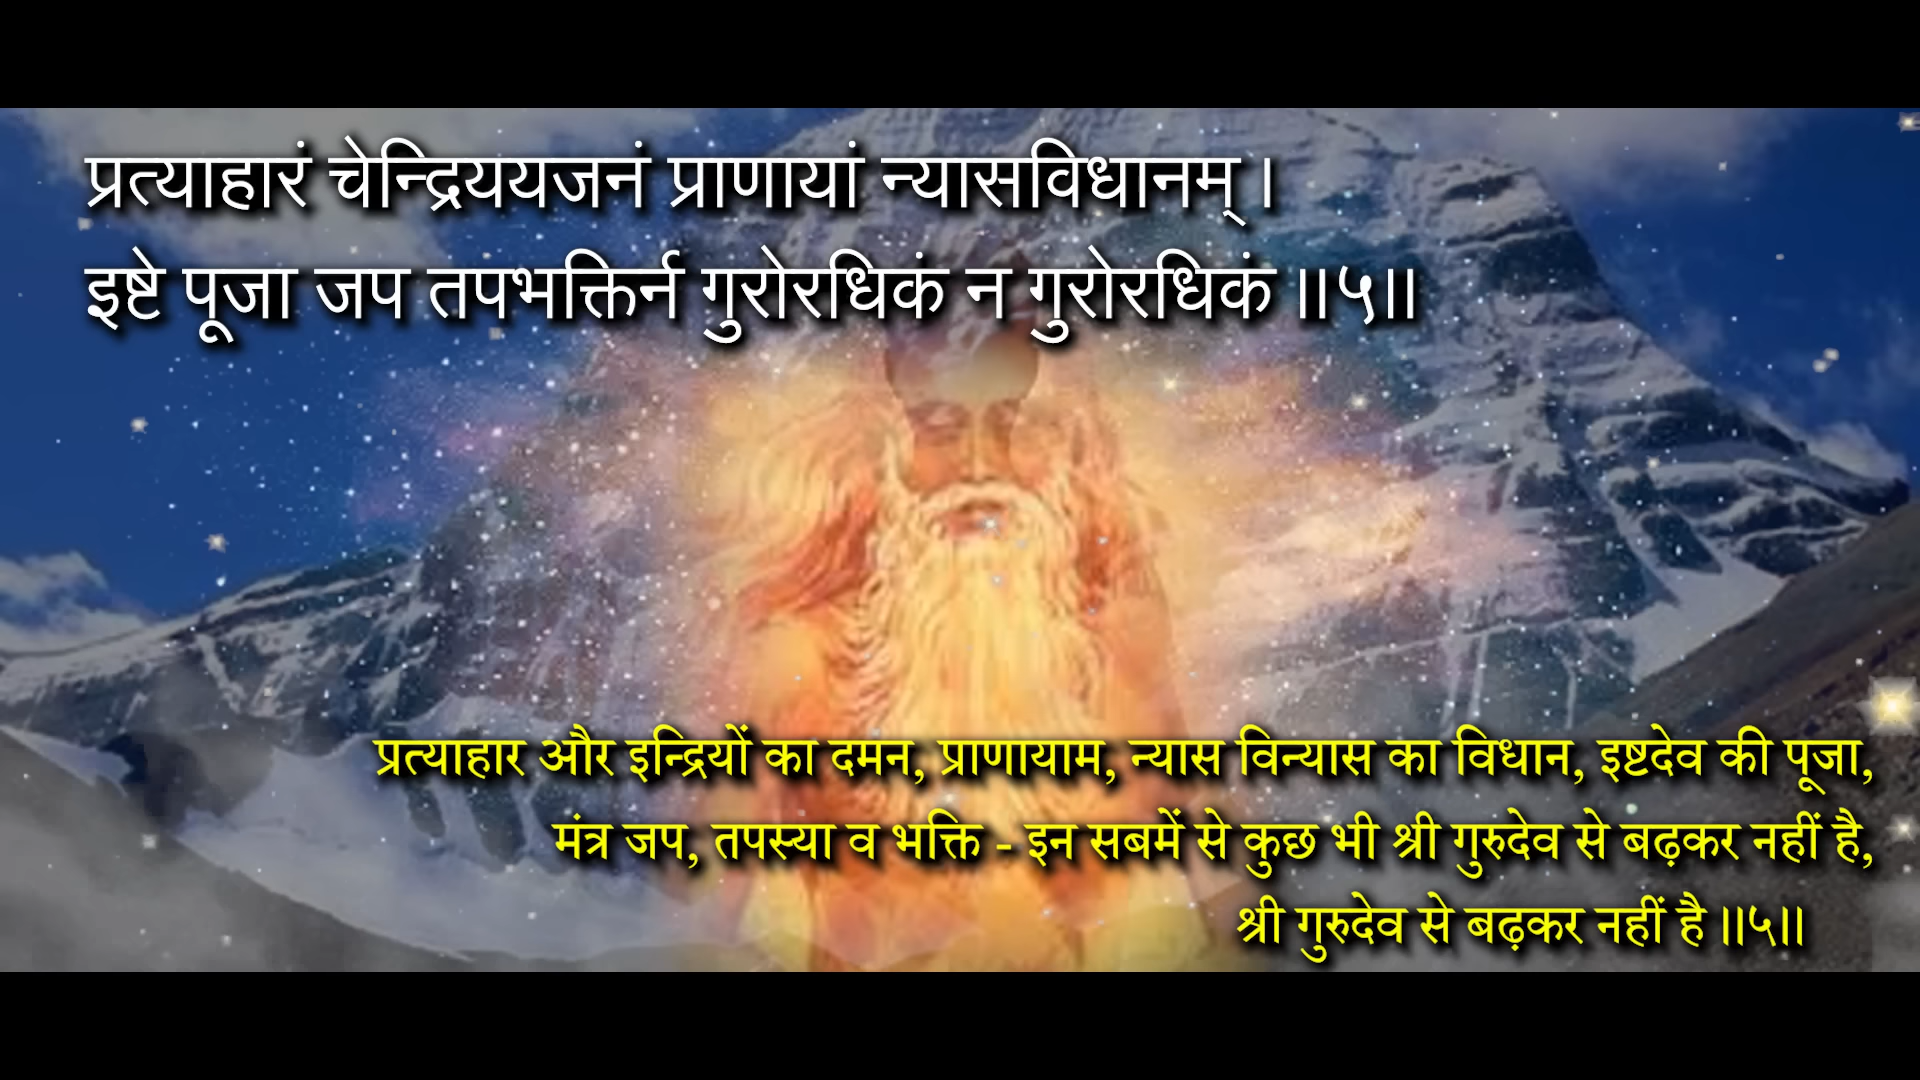 प्रत्याहारं चेन्द्रिययजनं प्राणायां न्यासविधानम् ।
इष्टे पूजा जप तपभक्तिर्न गुरोरधिकं न गुरोरधिकं ॥५॥
प्रत्याहार और इन्द्रियों का दमन, प्राणायाम, न्यास विन्यास का विधान, इष्टदेव की पूजा,
मंत्र जप, तपस्या व भक्ति - इन सबमें से कुछ भी श्री गुरुदेव से बढ़कर नहीं है,
श्री गुरुदेव से बढ़कर नहीं है ॥५॥